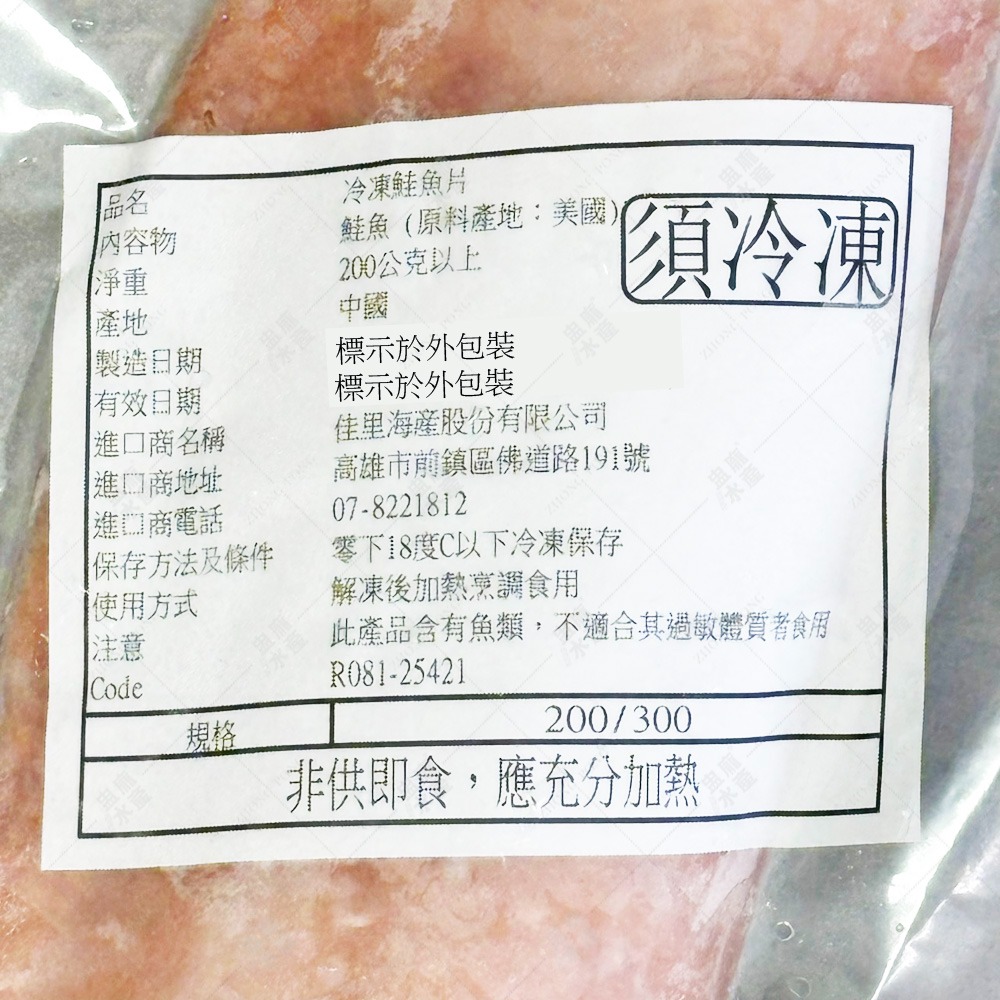 品名 冷凍鮭魚片
內容物 鮭魚(原料產地：美國)
須冷凍
淨重 200公克以上
產地 中國
製造日期 標示於外包裝
有效日期 標示於外包裝
進口商名稱 佳里海產股份有限公司
進口商地址 高雄市前鎮區佛道路191號
進口商電話 07-8221812
保存方法及條件 零下18度C以下冷凍保存
使用方式 解凍後加熱烹調食用
注意 此產品含有魚類，不適合其過敏體質者食用
Code R081-25421
規格 200/300
非供即食，應充分加熱